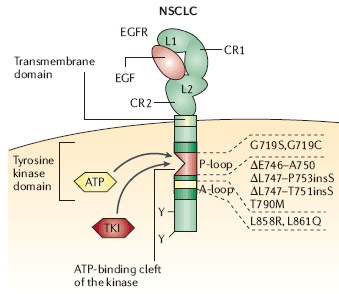 NSCLC
EGFR
L1
CR1
EGF
Transmembrane
domain
L2
CR2
G719S,G719C
P-loop
ΔE746–A750
ΔL747–P753insS
ΔL747–T751insS
T790M
A-loop
L858R, L861Q
Tyrosine
kinase
domain
ATP
TKI
Y
Y
ATP-binding cleft
of the kinase